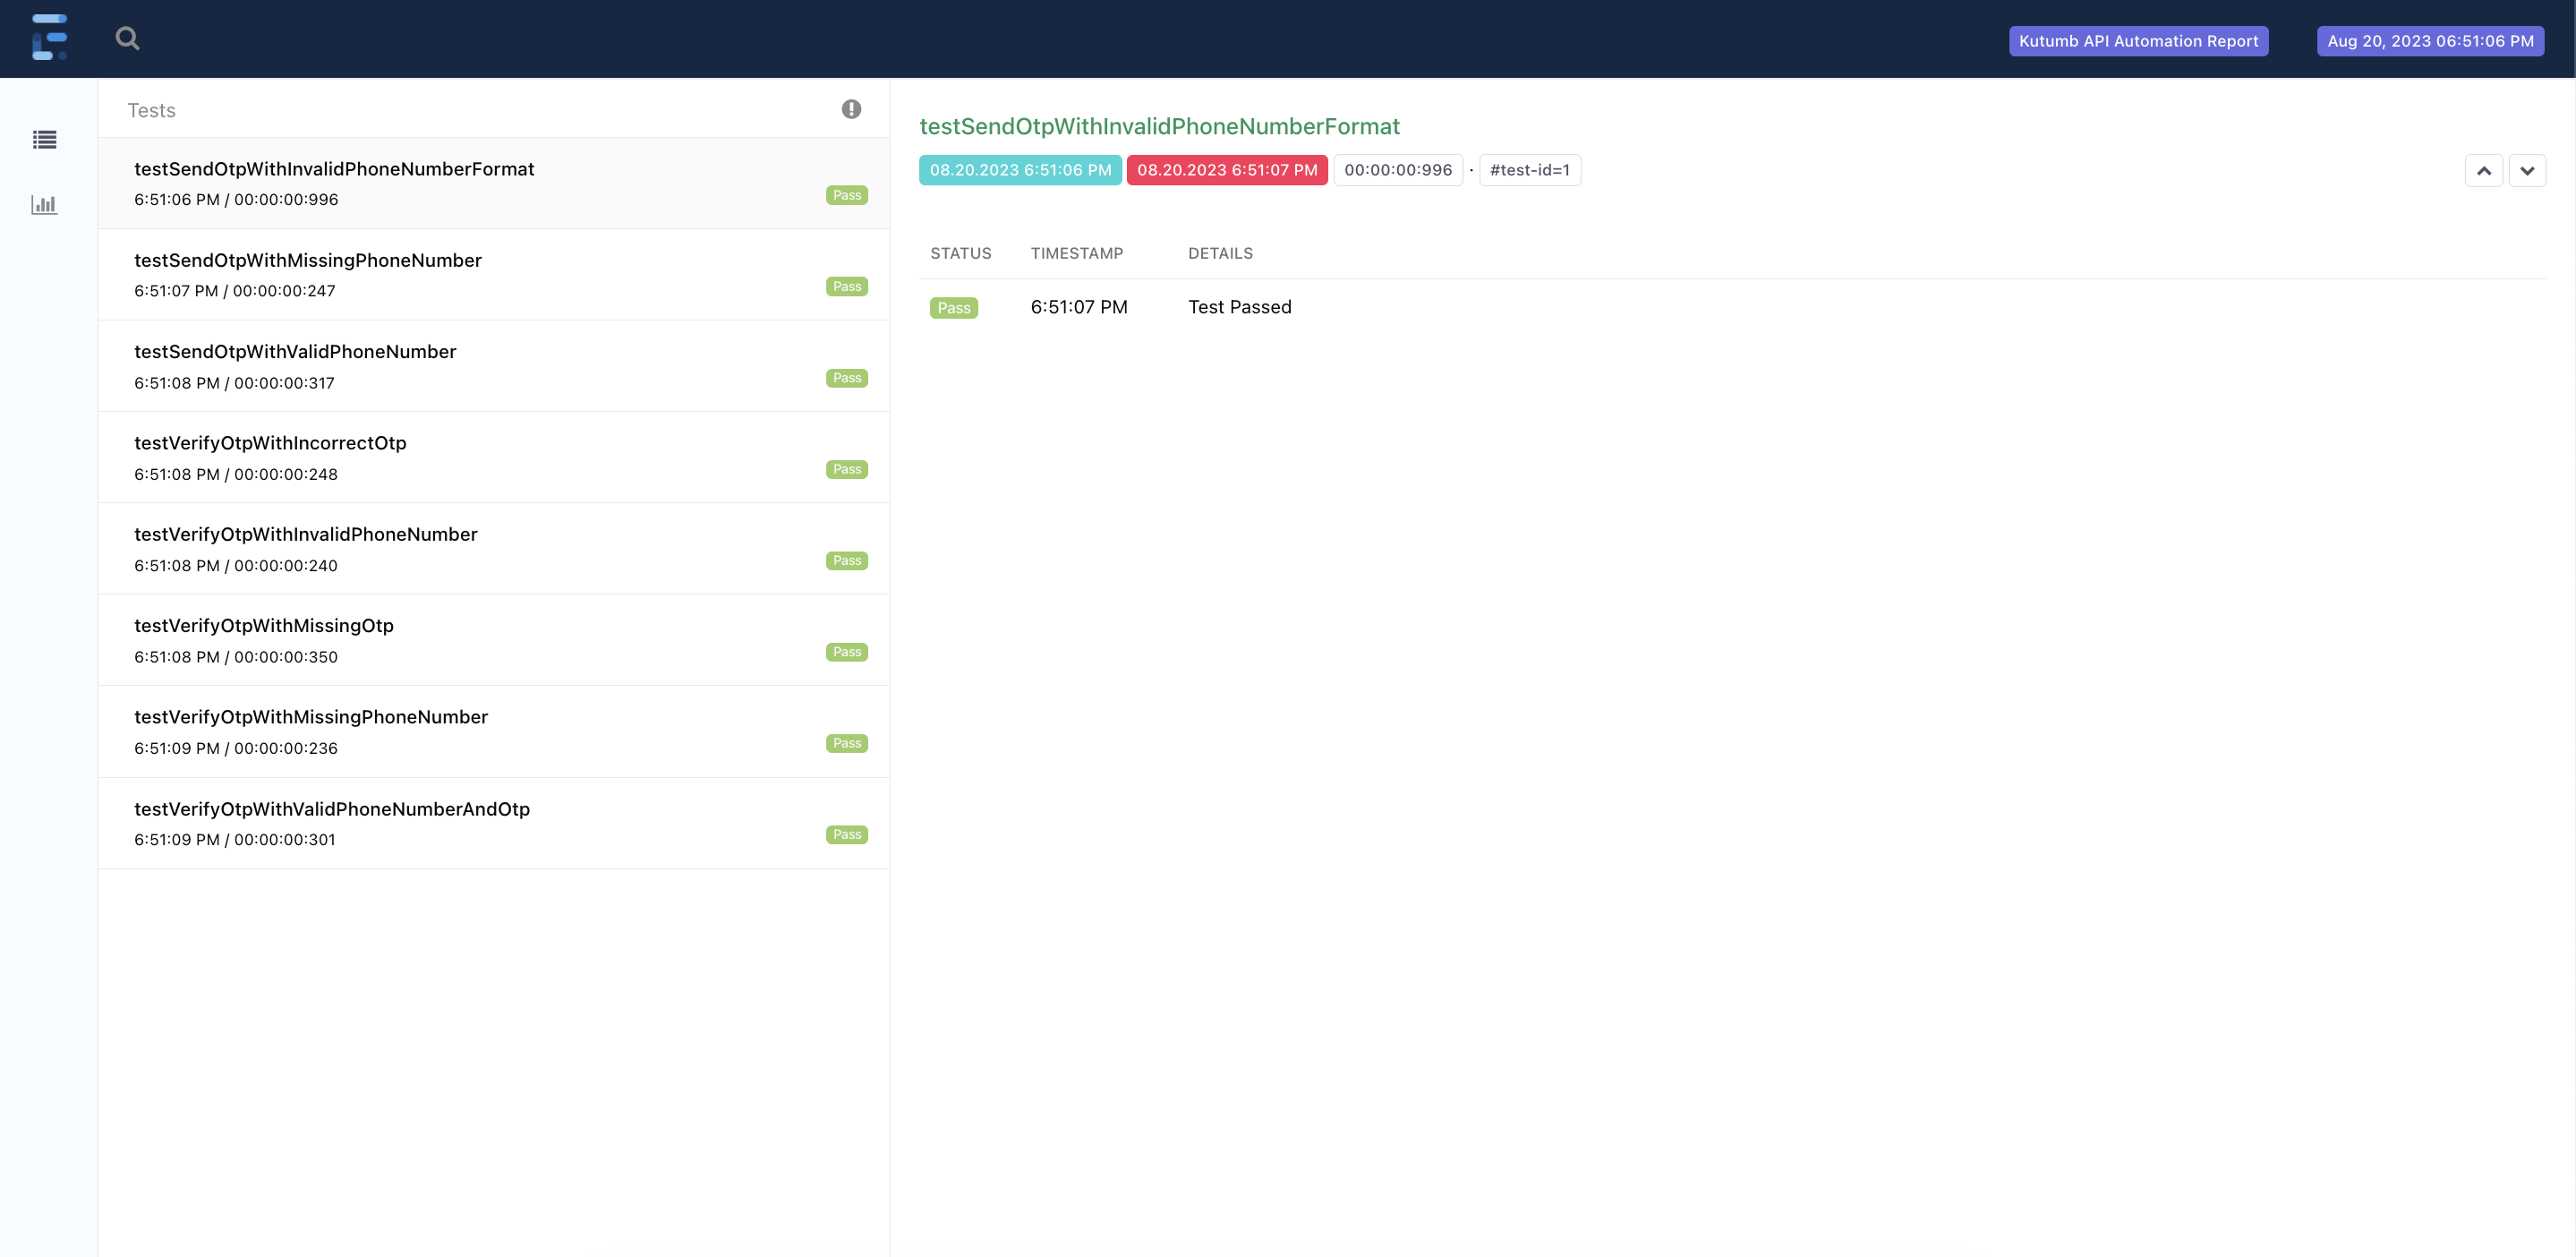 Kutumb API Automation Report
Aug 20, 2023 06:51:06 PM
Tests
testSendOtpWithInvalidPhoneNumberFormat
6:51:06 PM / 00:00:00:996
Pass
testSendOtpWithMissingPhoneNumber
6:51:07 PM / 00:00:00:247
Pass
testSendOtpWithValidPhoneNumber
6:51:08 PM / 00:00:00:317
Pass
testVerifyOtpWithIncorrectOtp
6:51:08 PM / 00:00:00:248
Pass
testVerifyOtpWithInvalidPhoneNumber
6:51:08 PM / 00:00:00:240
Pass
testVerifyOtpWithMissingOtp
6:51:08 PM / 00:00:00:350
Pass
testVerifyOtpWithMissingPhoneNumber
6:51:09 PM / 00:00:00:236
Pass
testVerifyOtpWithValidPhoneNumberAndOtp
6:51:09 PM / 00:00:00:301
Pass
testSendOtpWithInvalidPhoneNumberFormat
08.20.2023 6:51:06 PM 08.20.2023 6:51:07 PM 00:00:00:996 · #test-id=1
STATUS TIMESTAMP DETAILS
Pass 6:51:07 PM Test Passed